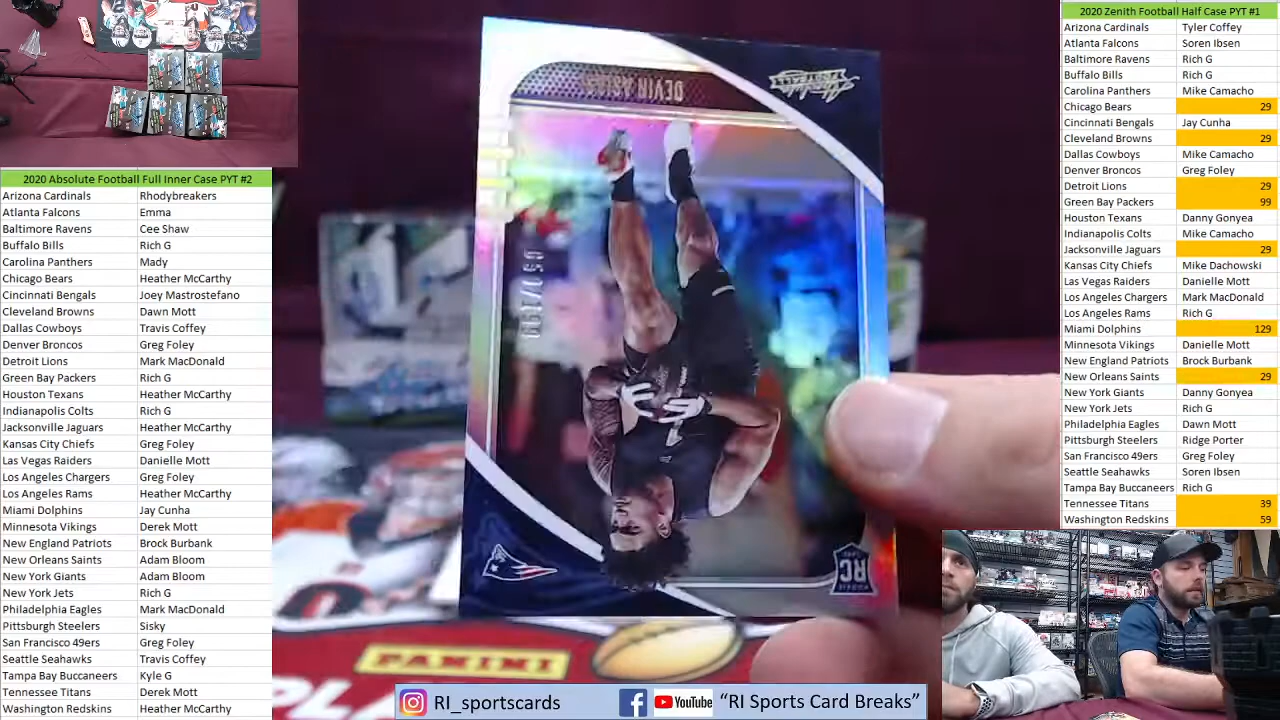 2020 Absolute Football Full Inner Case PYT #2
Arizona Cardinals Rhodybreakers
Atlanta Falcons Emma
Baltimore Ravens Cee Shaw
Buffalo Bills Rich G
Carolina Panthers Mady
Chicago Bears Heather McCarthy
Cincinnati Bengals Joey Mastrostefano
Cleveland Browns Dawn Mott
Dallas Cowboys Travis Coffey
Denver Broncos Greg Foley
Detroit Lions Mark MacDonald
Green Bay Packers Rich G
Houston Texans Heather McCarthy
Indianapolis Colts Rich G
Jacksonville Jaguars Heather McCarthy
Kansas City Chiefs Greg Foley
Las Vegas Raiders Danielle Mott
Los Angeles Chargers Greg Foley
Los Angeles Rams Heather McCarthy
Miami Dolphins Jay Cunha
Minnesota Vikings Derek Mott
New England Patriots Brock Burbank
New Orleans Saints Adam Bloom
New York Giants Adam Bloom
New York Jets Rich G
Philadelphia Eagles Mark MacDonald
Pittsburgh Steelers Sisky
San Francisco 49ers Greg Foley
Seattle Seahawks Travis Coffey
Tampa Bay Buccaneers Kyle G
Tennessee Titans Derek Mott
Washington Redskins Heather McCarthy
DEVIN ASIASI
RC
PANINI
RI_sportscards
YouTube "RI Sports Card Breaks"
2020 Zenith Football Half Case PYT #1
Arizona Cardinals Tyler Coffey
Atlanta Falcons Soren Ibsen
Baltimore Ravens Rich G
Buffalo Bills Rich G
Carolina Panthers Mike Camacho
Chicago Bears 29
Cincinnati Bengals Jay Cunha
Cleveland Browns 29
Dallas Cowboys Mike Camacho
Denver Broncos Greg Foley
Detroit Lions 29
Green Bay Packers 99
Houston Texans Danny Gonyea
Indianapolis Colts Mike Camacho
Jacksonville Jaguars 29
Kansas City Chiefs Mike Dachowski
Las Vegas Raiders Danielle Mott
Los Angeles Chargers Mark MacDonald
Los Angeles Rams Rich G
Miami Dolphins 129
Minnesota Vikings Danielle Mott
New England Patriots Brock Burbank
New Orleans Saints 29
New York Giants Danny Gonyea
New York Jets Rich G
Philadelphia Eagles Dawn Mott
Pittsburgh Steelers Ridge Porter
San Francisco 49ers Greg Foley
Seattle Seahawks Soren Ibsen
Tampa Bay Buccaneers Rich G
Tennessee Titans 39
Washington Redskins 59